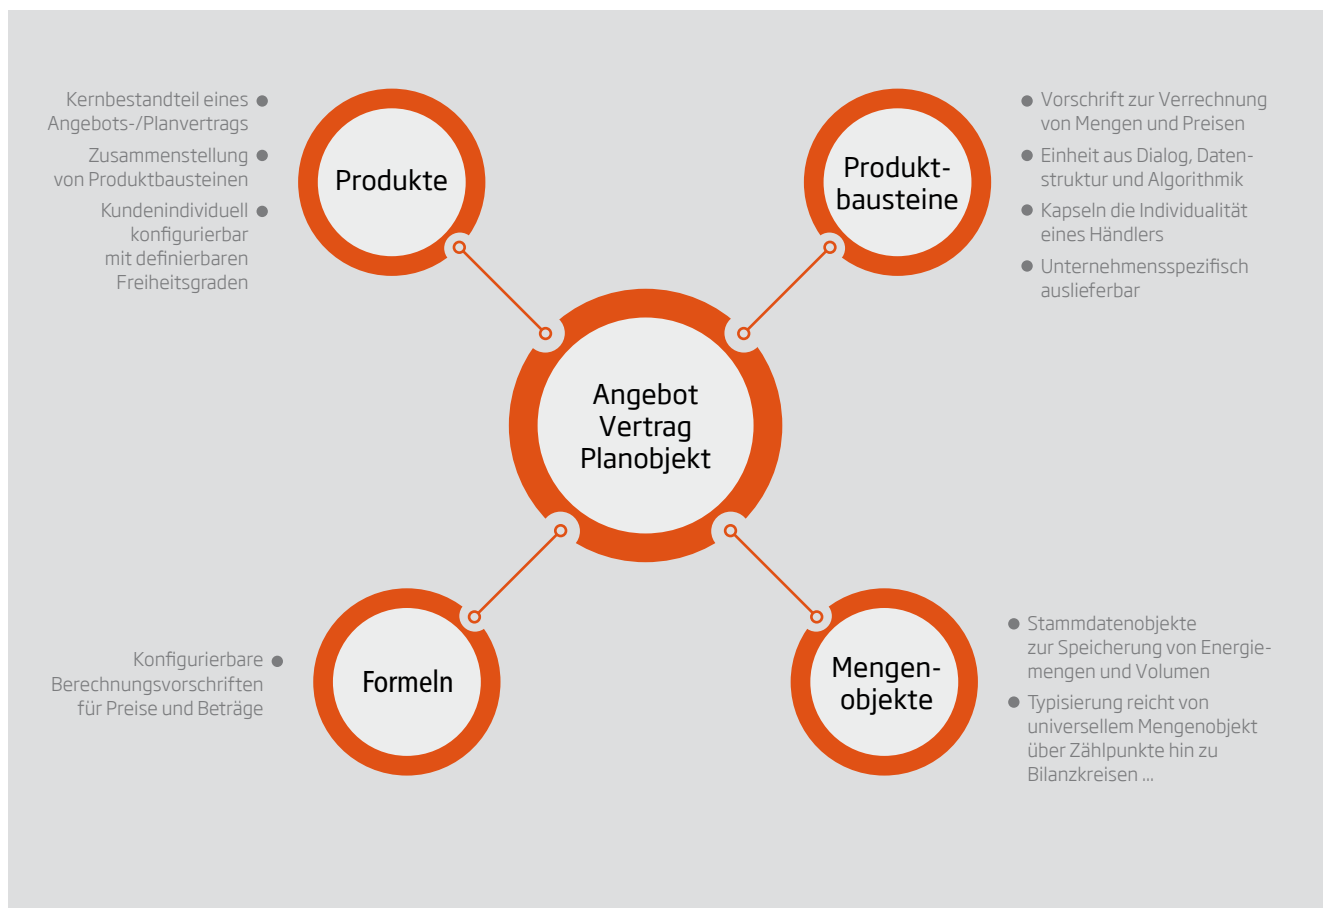 Kernbestandteil eines
Angebots-/Planvertrags
Zusammenstellung
von Produktbausteinen
Kundenindividuell
konfigurierbar
mit definierbaren
Freiheitsgraden
Produkte
Produkt-
bausteine
Vorschrift zur Verrechnung
von Mengen und Preisen
Einheit aus Dialog, Daten-
struktur und Algorithmik
Kapseln die Individualität
eines Händlers
Unternehmensspezifisch
auslieferbar
Angebot
Vertrag
Planobjekt
Konfigurierbare
Berechnungsvorschriften
für Preise und Beträge
Formeln
Mengen-
objekte
Stammdatenobjekte
zur Speicherung von Energie-
mengen und Volumen
Typisierung reicht von
universellem Mengenobjekt
über Zählpunkte hin zu
Bilanzkreisen ...